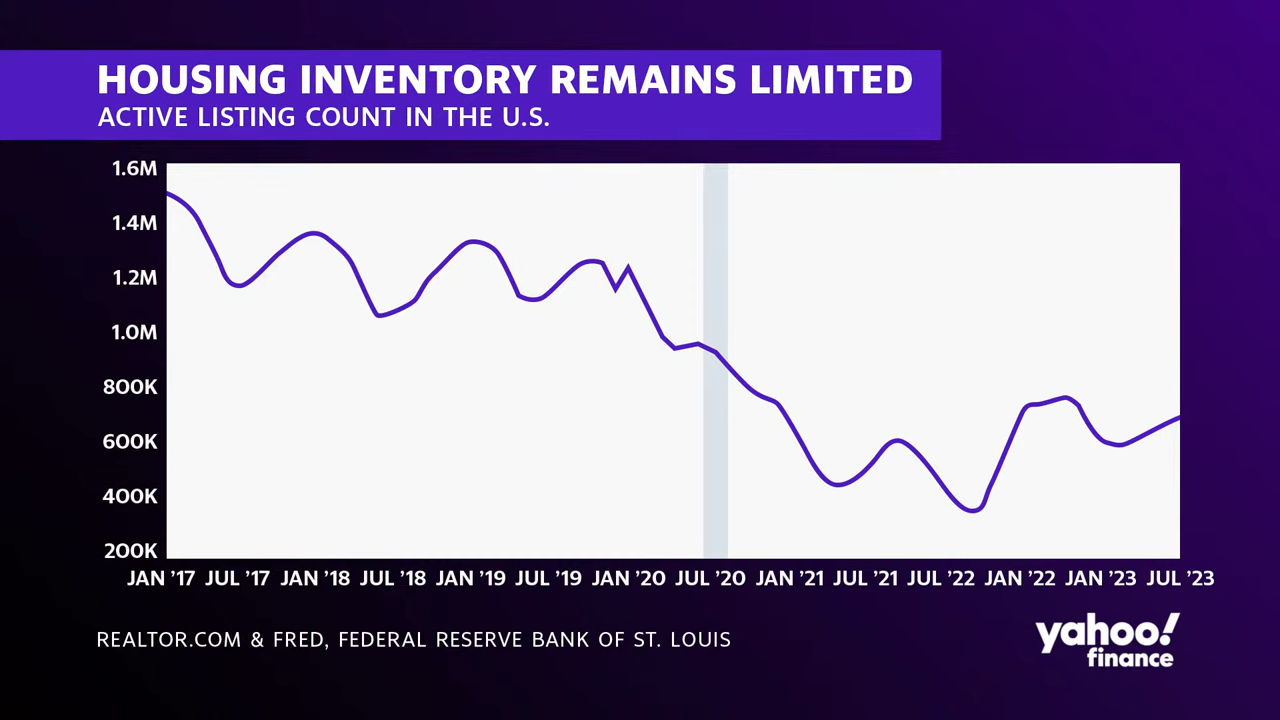 HOUSING INVENTORY REMAINS LIMITED
ACTIVE LISTING COUNT IN THE U.S.
1.6M
1.4M
1.2M
1.0M
800K
600K
400K
200K
JAN ’17 JUL ’17 JAN ’18 JUL ’18 JAN ’19 JUL ’19 JAN ’20 JUL ’20 JAN ’21 JUL ’21 JUL ’22 JAN ’22 JAN ’23 JUL ’23
REALTOR.COM & FRED, FEDERAL RESERVE BANK OF ST. LOUIS
yahoo!
finance